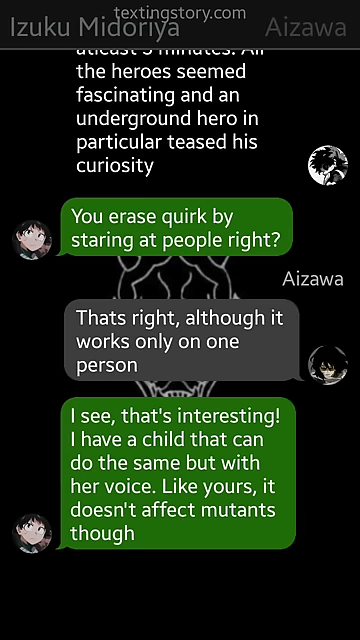 textingstory.com
Izuku Midoriya Aizawa
atleast 5 minutes. All
the heroes seemed
fascinating and an
underground hero in
particular teased his
curiosity
You erase quirk by
staring at people right?
Aizawa
Thats right, although it
works only on one
person
I see, that's interesting!
I have a child that can
do the same but with
her voice. Like yours, it
doesn't affect mutants
though